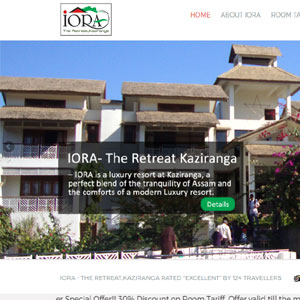 IORA
The Retreat, Kaziranga
HOME ABOUT IORA ROOM TA
IORA- The Retreat Kaziranga
– IORA is a luxury resort at Kaziranga, a
perfect blend of the tranquility of Assam and
the comforts of a modern Luxury resort.
Details
IORA - THE RETREAT,KAZIRANGA RATED "EXCELLENT" BY 124 TRAVELLERS
er Special Offer!! 30% Discount on Room Tariff. Offer valid till the m